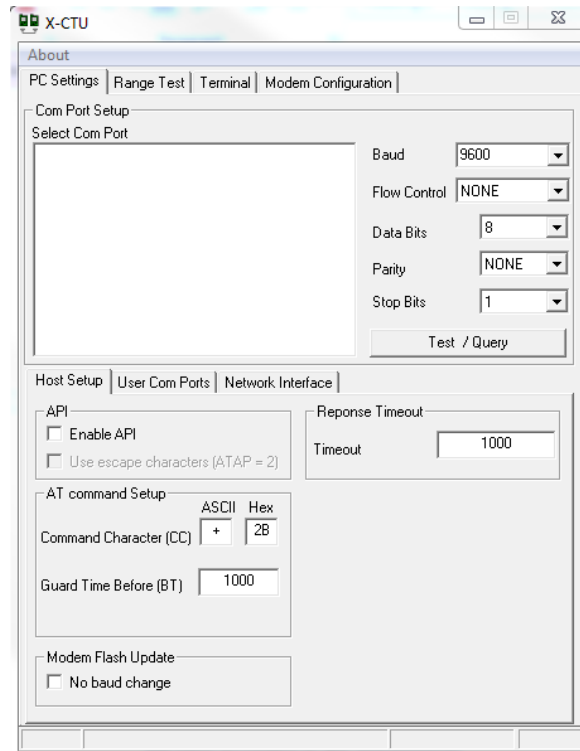 X-CTU
About
PC Settings Range Test Terminal Modem Configuration
Com Port Setup
Select Com Port
Baud 9600
Flow Control NONE
Data Bits 8
Parity NONE
Stop Bits 1
Test / Query
Host Setup User Com Ports Network Interface
API
Enable API
Use escape characters (ATAP = 2)
Reponse Timeout
Timeout 1000
AT command Setup
ASCII Hex
Command Character (CC) + 2B
Guard Time Before (BT) 1000
Modem Flash Update
No baud change